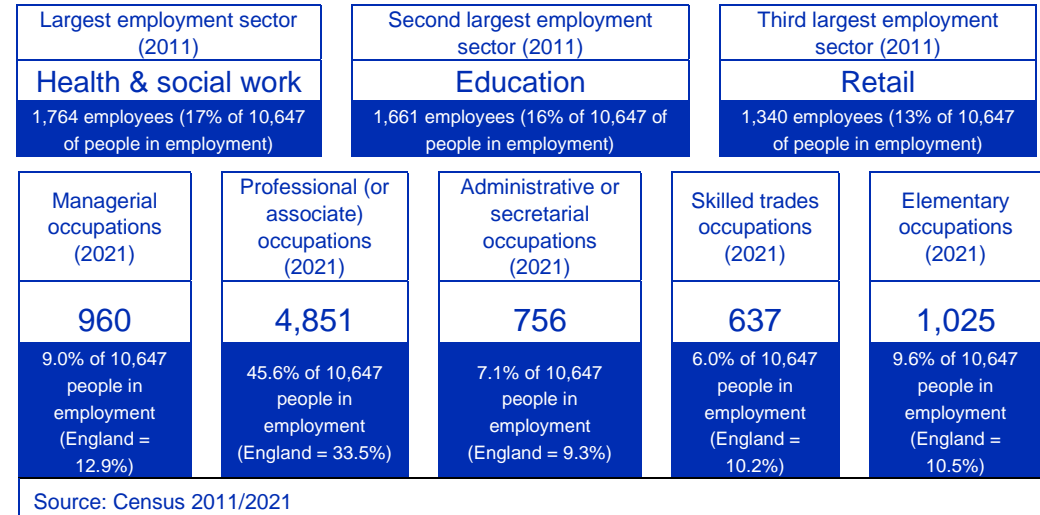 Largest employment sector
(2011)
Health & social work
1,764 employees (17% of 10,647
of people in employment)
Second largest employment
sector (2011)
Education
1,661 employees (16% of 10,647 of
people in employment)
Third largest employment
sector (2011)
Retail
1,340 employees (13% of 10,647
of people in employment)
Managerial
occupations
(2021)
960
9.0% of 10,647
people in
employment
(England =
12.9%)
Professional (or
associate)
occupations
(2021)
4,851
45.6% of 10,647
people in
employment
(England = 33.5%)
Administrative or
secretarial
occupations
(2021)
756
7.1% of 10,647
people in
employment
(England = 9.3%)
Skilled trades
occupations
(2021)
637
6.0% of 10,647
people in
employment
(England =
10.2%)
Elementary
occupations
(2021)
1,025
9.6% of 10,647
people in
employment
(England =
10.5%)
Source: Census 2011/2021